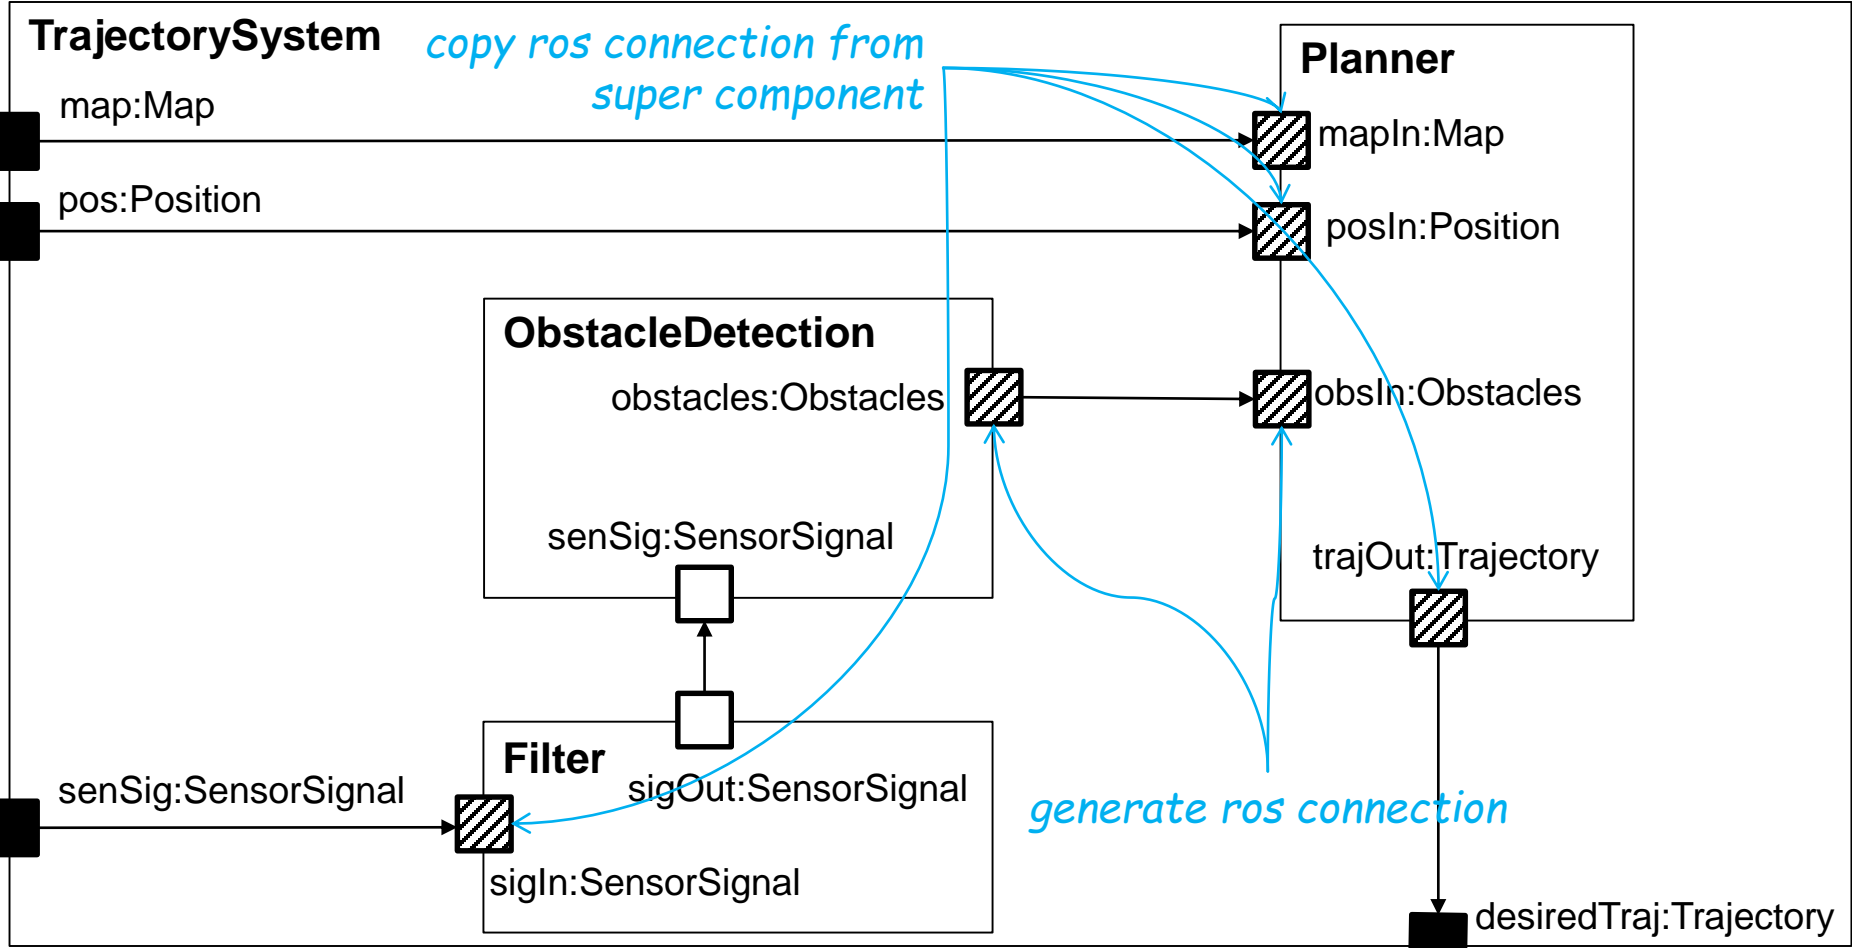 TrajectorySystem
copy ros connection from
super component
Planner
map:Map
mapIn:Map
pos:Position
posIn:Position
ObstacleDetection
obstacles:Obstacles
obsIn:Obstacles
senSig:SensorSignal
trajOut:Trajectory
Filter
senSig:SensorSignal
sigOut:SensorSignal
generate ros connection
sigIn:SensorSignal
desiredTraj:Trajectory